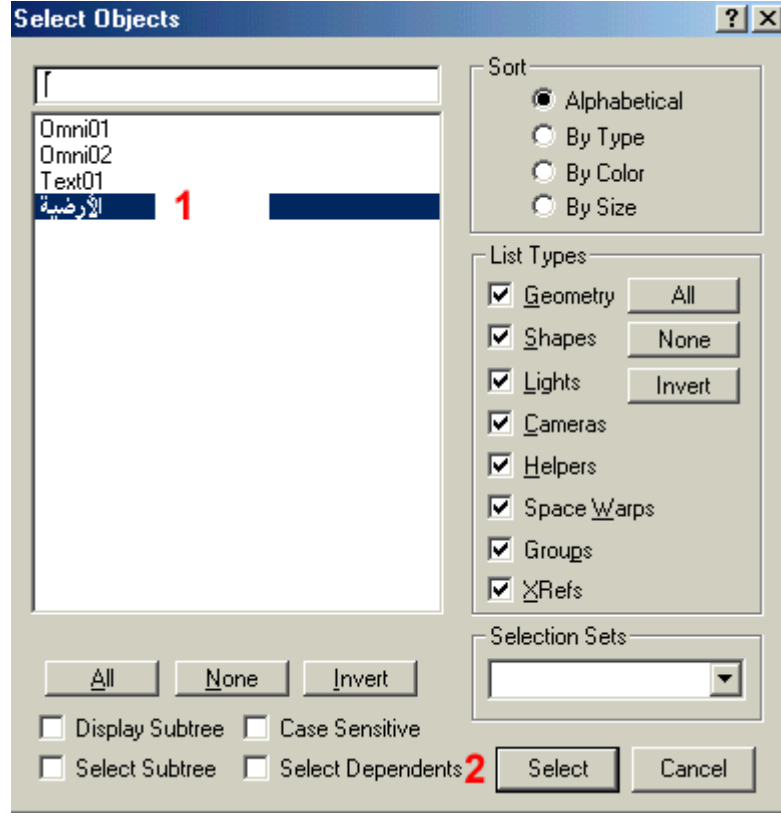 Select Objects
Omni01
Omni02
Text01
الأرضية 1
All None Invert
Display Subtree Case Sensitive
Select Subtree Select Dependents 2
Sort
Alphabetical
By Type
By Color
By Size
List Types
Geometry All
Shapes None
Lights Invert
Cameras
Helpers
Space Warps
Groups
XRefs
Selection Sets
Select Cancel